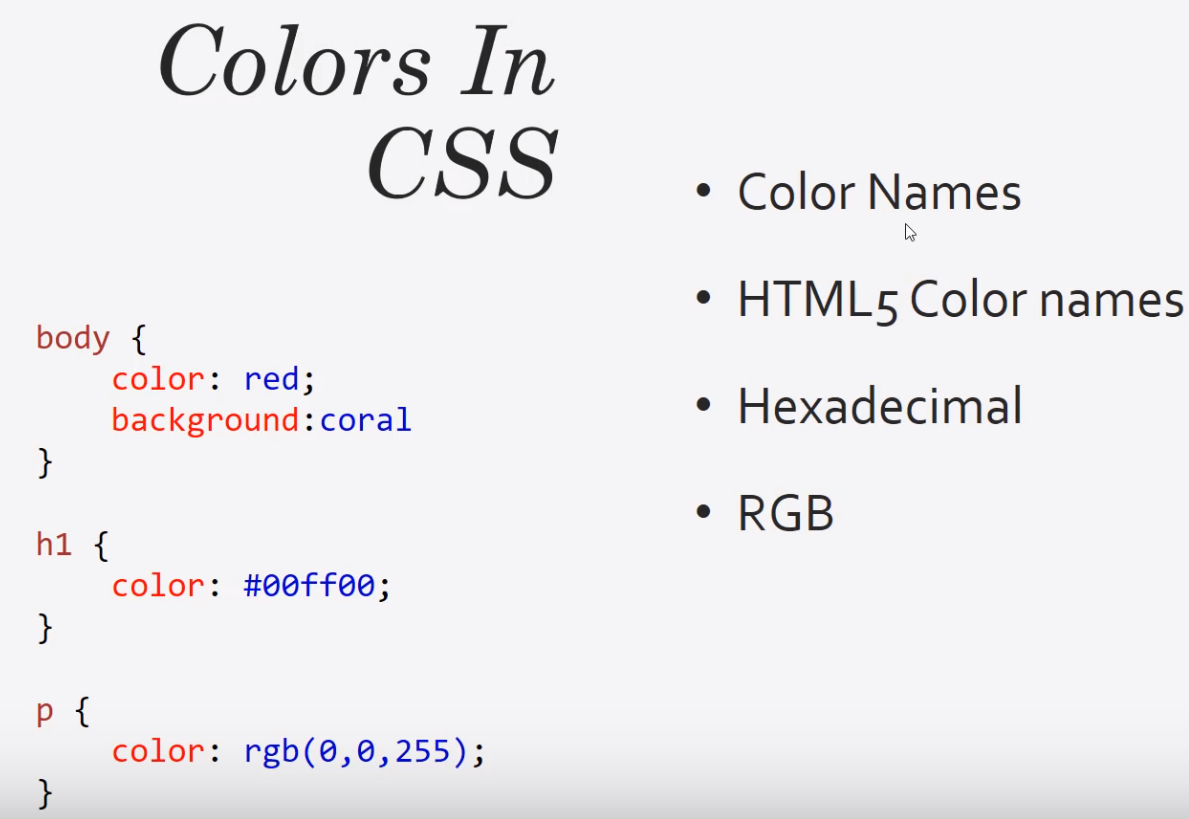 Colors In
CSS
body {
    color: red;
    background:coral
}
h1 {
    color: #00ff00;
}
p {
    color: rgb(0,0,255);
}
• Color Names
• HTML5 Color names
• Hexadecimal
• RGB